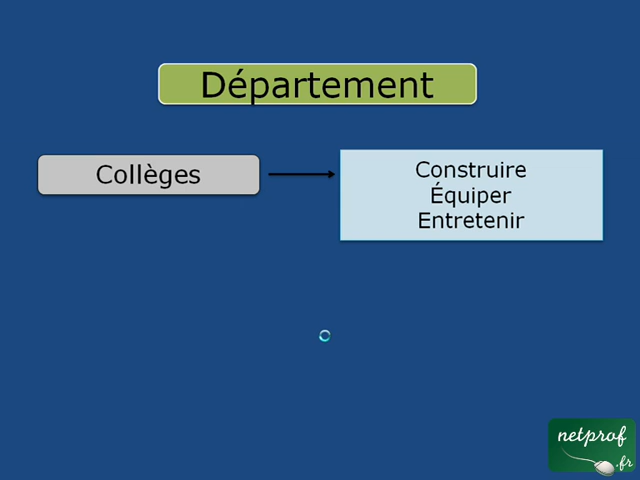 Département
Collèges
Construire
Équiper
Entretenir
netprof
.fr